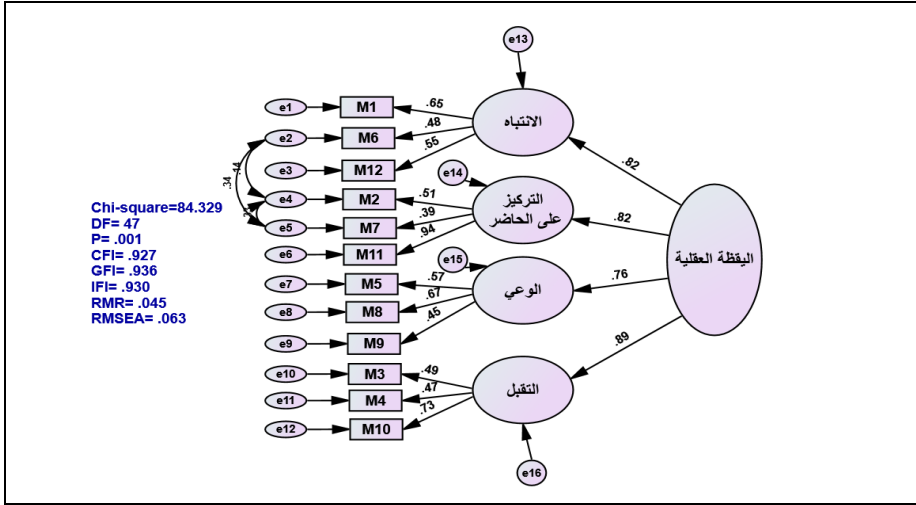 e13
e1
M1
.65
الانتباه
e2
M6
.48
.82
e3
M12
.55
.44
.34
e14
e4
M2
.51
التركيز
على الحاضر
.82
e5
M7
.39
e6
M11
.94
اليقظة العقلية
Chi-square=84.329
DF= 47
P= .001
CFI= .927
GFI= .936
IFI= .930
RMR= .045
RMSEA= .063
e15
e7
M5
.57
الوعي
.76
e8
M8
.67
e9
M9
.45
.89
e10
M3
.49
التقبل
e11
M4
.47
e12
M10
.73
e16